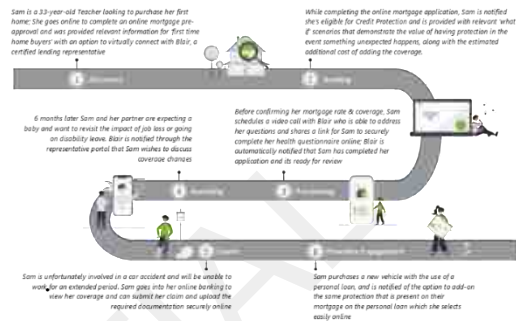 Sam is a 33-year-old Teacher looking to purchase her first
home; She goes online to complete an online mortgage pre-
approval and was provided relevant information for 'first time
home buyers' with an option to virtually connect with Blair, a
certified lending representative
While completing the online mortgage application, Sam is notified
she's eligible for Credit Protection and is provided with relevant 'what
if' scenarios that demonstrate the value of having protection in the
event something unexpected happens, along with the estimated
additional cost of adding the coverage.
6 months later Sam and her partner are expecting a
baby and want to revisit the impact of job loss or going
on disability leave. Blair is notified through the
representative portal that Sam wishes to discuss
coverage changes
Before confirming her mortgage rate & coverage, Sam
schedules a video call with Blair who is able to address
her questions and shares a link for Sam to securely
complete her health questionnaire online; Blair is
automatically notified that Sam has completed her
application and its ready for review
Sam is unfortunately involved in a car accident and will be unable to
work for an extended period. Sam goes into her online banking to
view her coverage and can submit her claim and upload the
required documentation securely online
Sam purchases a new vehicle with the use of a
personal loan, and is notified of the option to add-on
the same protection that is present on their
mortgage on the personal loan which she selects
easily online